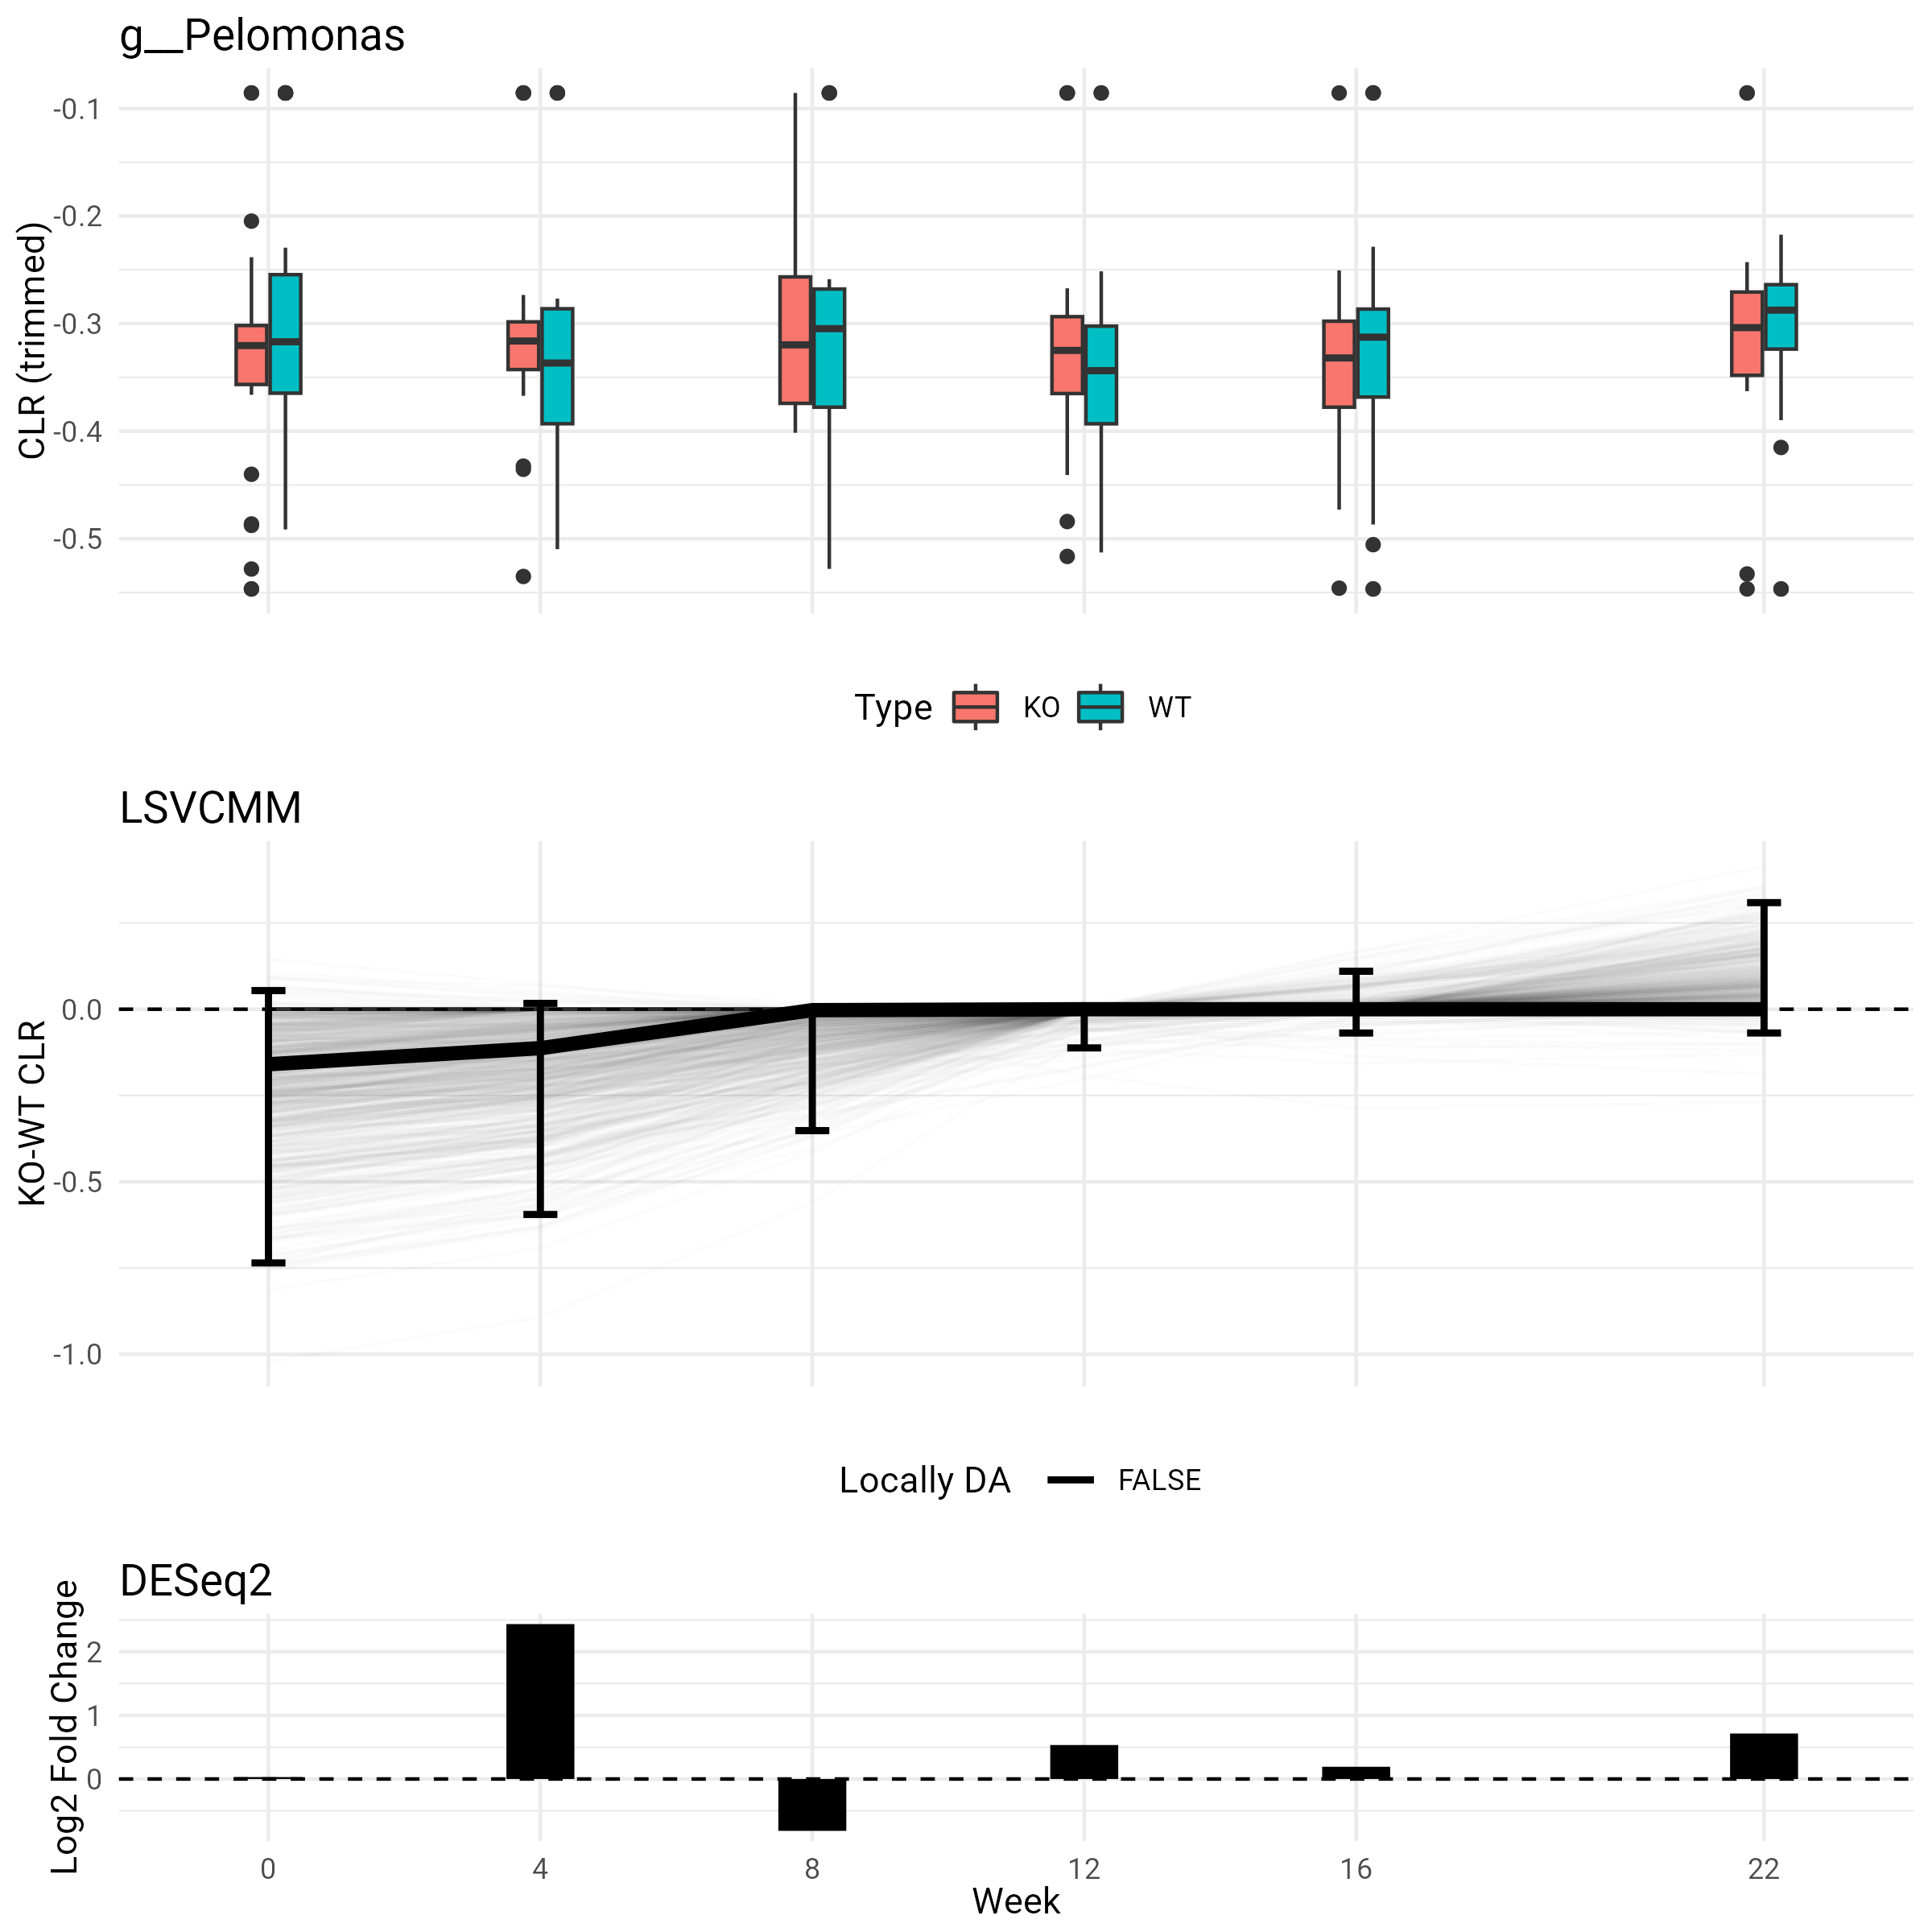 g__Pelomonas
CLR (trimmed)
-0.1
-0.2
-0.3
-0.4
-0.5
Type KO WT
LSVCMM
KO-WT CLR
0.0
-0.5
-1.0
Locally DA FALSE
DESeq2
Log2 Fold Change
2
1
0
0 4 8 12 16 22
Week